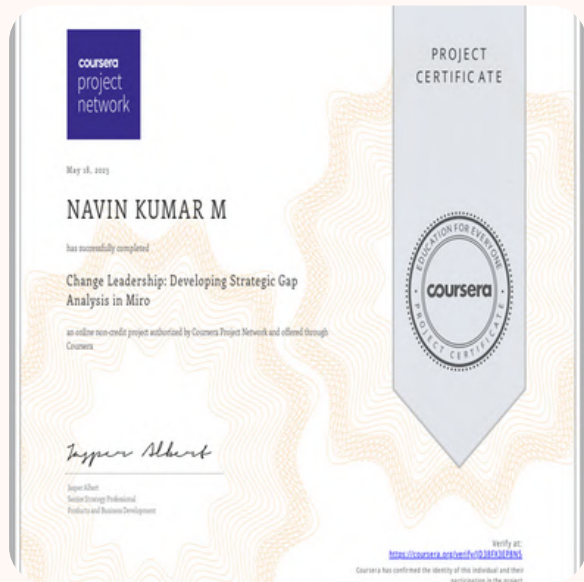 coursera
project
network
PROJECT
CERTIFICATE
May 18, 2023
NAVIN KUMAR M
has successfully completed
Change Leadership: Developing Strategic Gap
Analysis in Miro
an online non-credit project authorized by Coursera Project Network and offered through
Coursera
EDUCATION FOR EVERYONE
coursera
PROJECT CERTIFICATE
Jasper Albert
Jasper Albert
Senior Strategy Professional
Products and Business Development
Verify at:
Coursera has confirmed the identity of this individual and their
participation in the project